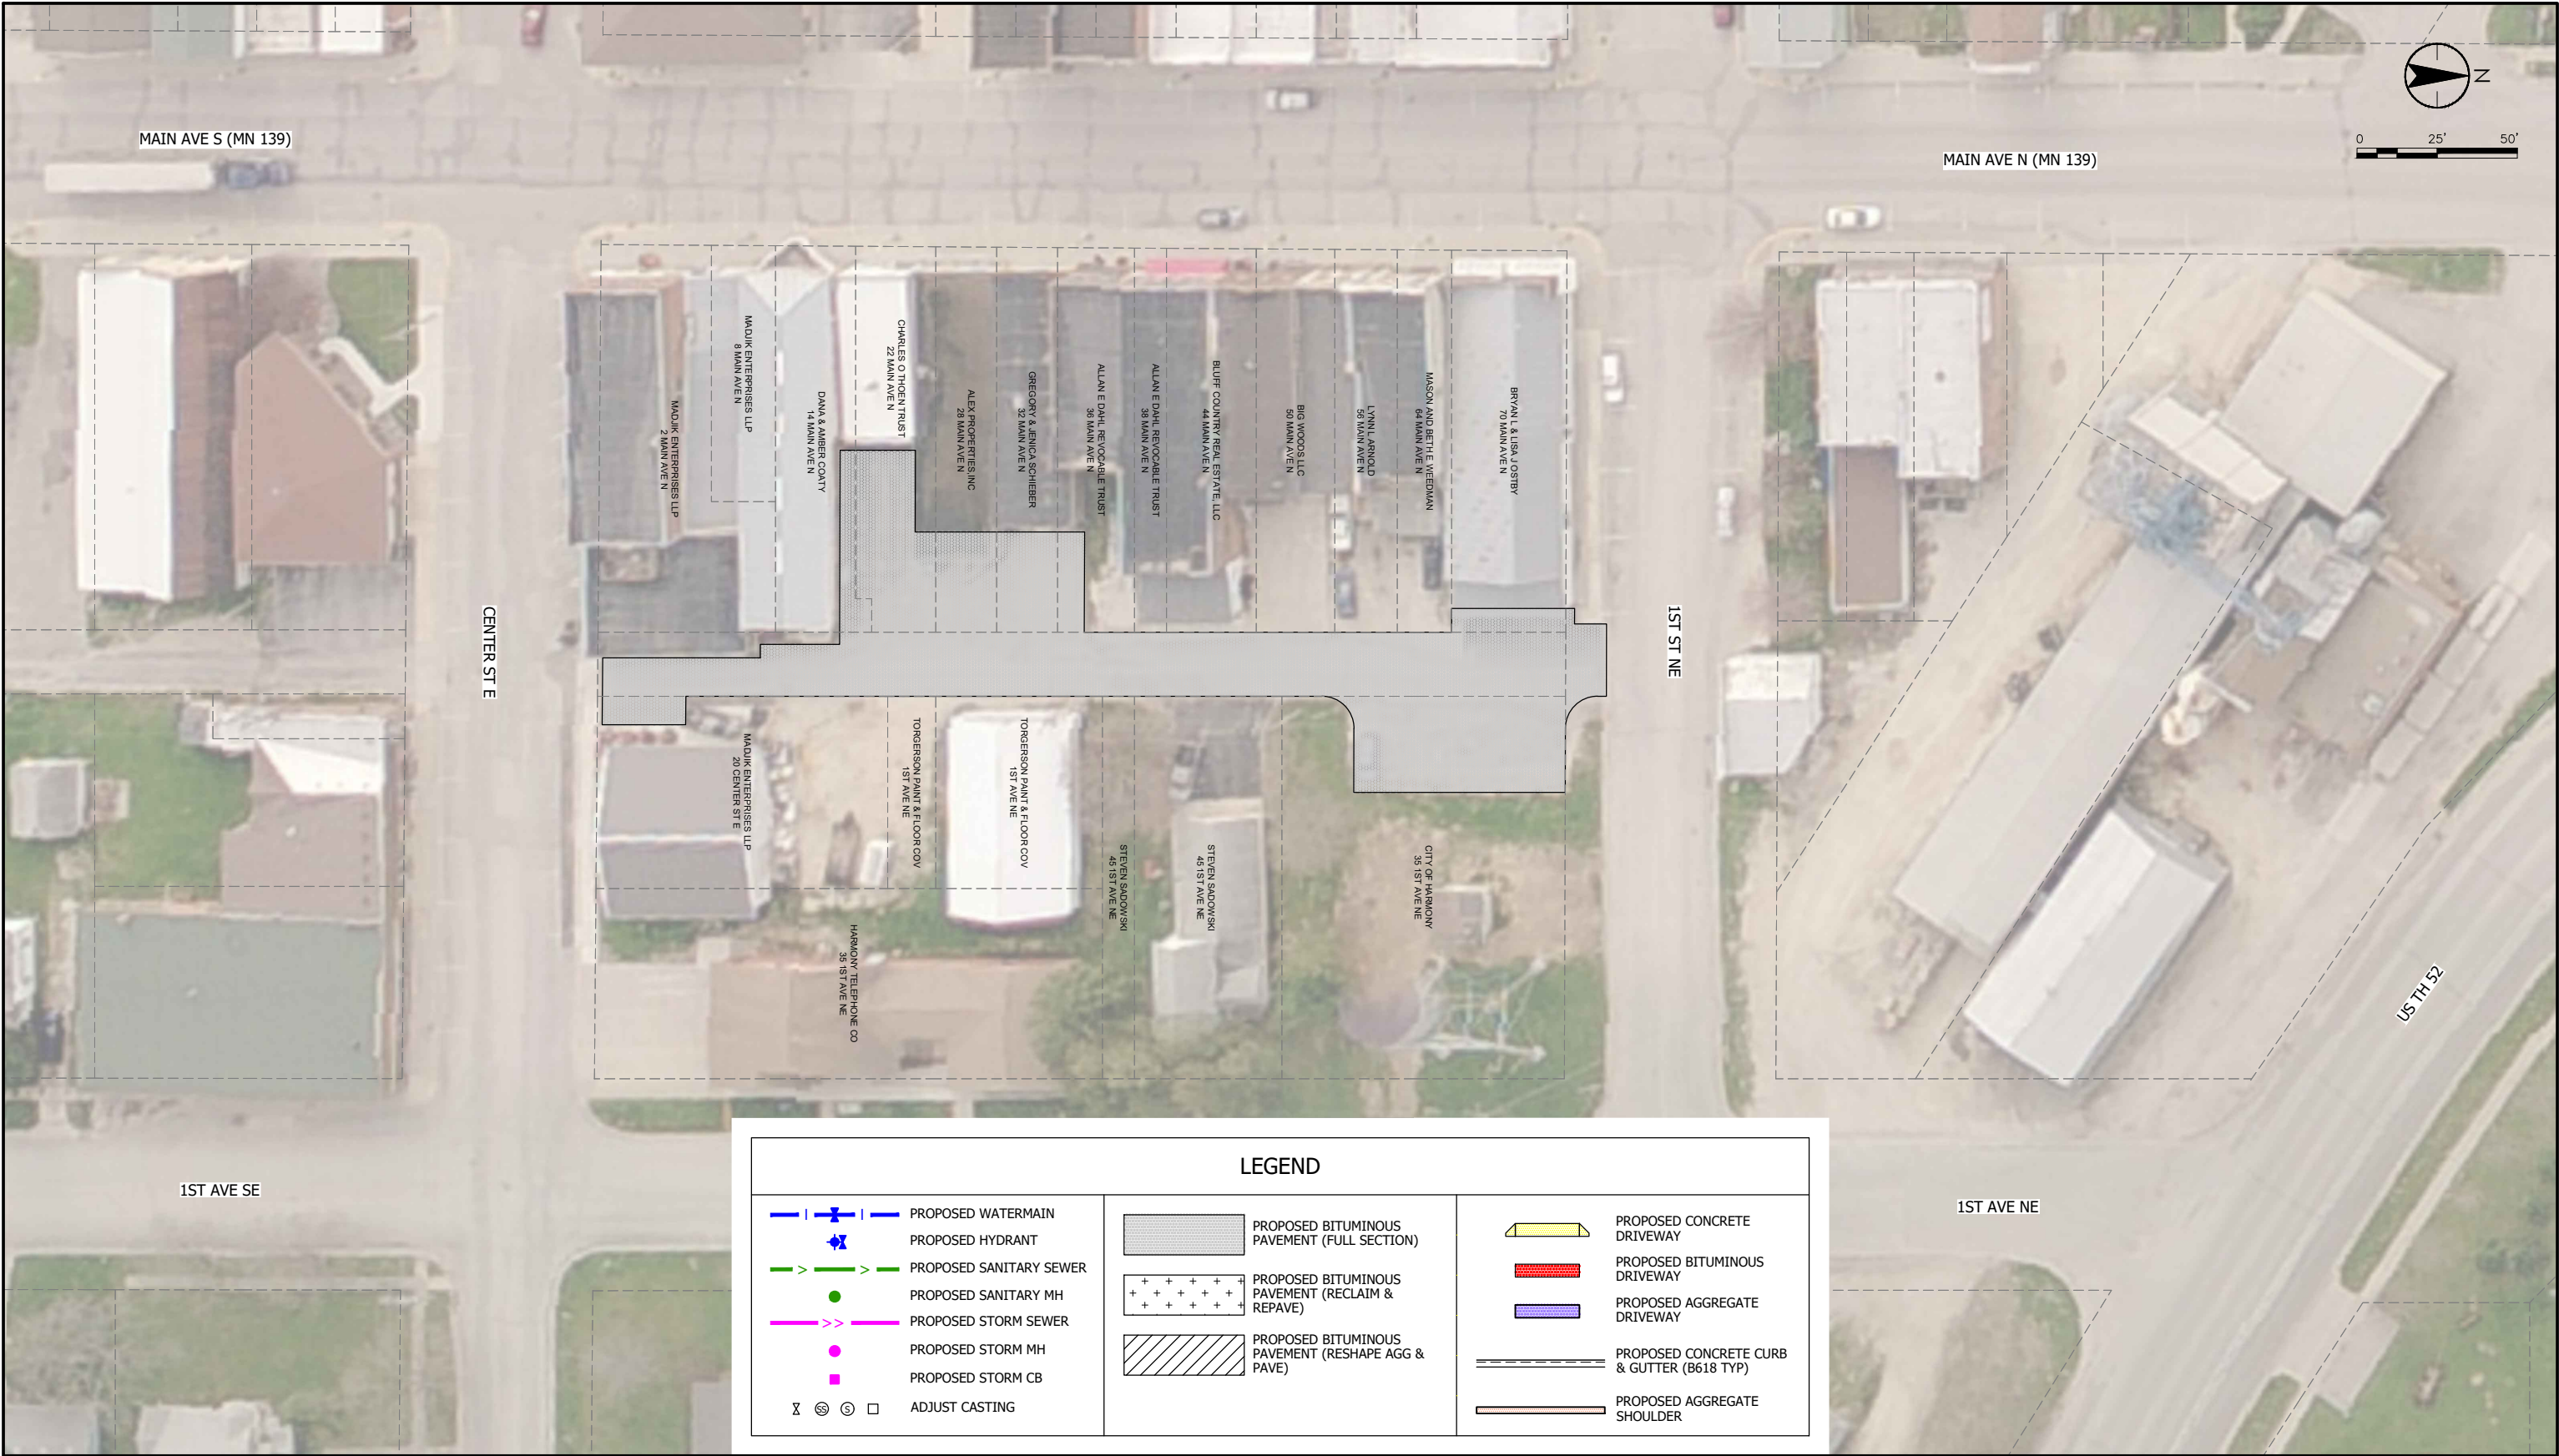 N
0 25' 50'
MAIN AVE S (MN 139)
MAIN AVE N (MN 139)
CENTER ST E
1ST ST NE
MADJIK ENTERPRISES LLP
2 MAIN AVE N
MADJIK ENTERPRISES LLP
8 MAIN AVE N
DANA & AMBER COATY
14 MAIN AVE N
CHARLES O THOEN TRUST
22 MAIN AVE N
ALEX PROPERTIES,INC
28 MAIN AVE N
GREGORY & JENICA SCHIEBER
32 MAIN AVE N
ALLAN E DAHL REVOCABLE TRUST
36 MAIN AVE N
ALLAN E DAHL REVOCABLE TRUST
38 MAIN AVE N
BLUFF COUNTRY REAL ESTATE, LLC
44 MAIN AVE N
BIG WOODS LLC
50 MAIN AVE N
LYNN L ARNOLD
56 MAIN AVE N
MASON AND BETH E. WEEDMAN
64 MAIN AVE N
BRYAN L & LISA J OSTBY
70 MAIN AVE N
MADJIK ENTERPRISES LLP
20 CENTER ST E
TORGERSON PAINT & FLOOR COV
1ST AVE NE
TORGERSON PAINT & FLOOR COV
1ST AVE NE
STEVEN SADOWSKI
45 1ST AVE NE
STEVEN SADOWSKI
45 1ST AVE NE
CITY OF HARMONY
35 1ST AVE NE
HARMONY TELEPHONE CO
35 1ST AVE NE
US TH 52
1ST AVE SE
1ST AVE NE
LEGEND
PROPOSED WATERMAIN
PROPOSED HYDRANT
PROPOSED SANITARY SEWER
PROPOSED SANITARY MH
PROPOSED STORM SEWER
PROPOSED STORM MH
PROPOSED STORM CB
SS S ADJUST CASTING
PROPOSED BITUMINOUS
PAVEMENT (FULL SECTION)
PROPOSED BITUMINOUS
PAVEMENT (RECLAIM &
REPAVE)
PROPOSED BITUMINOUS
PAVEMENT (RESHAPE AGG &
PAVE)
PROPOSED CONCRETE
DRIVEWAY
PROPOSED BITUMINOUS
DRIVEWAY
PROPOSED AGGREGATE
DRIVEWAY
PROPOSED CONCRETE CURB
& GUTTER (B618 TYP)
PROPOSED AGGREGATE
SHOULDER